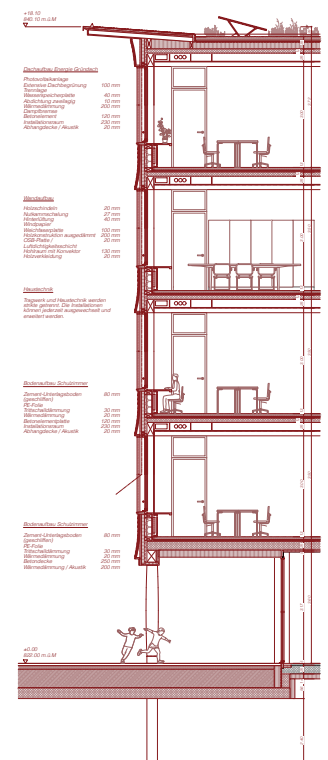 +18.10
840.10 m.ü.M
Dachaufbau Energie Gründach
Photovoltaikanlage
Extensive Dachbegrünung 100 mm
Trennlage
Wasserspeicherplatte 40 mm
Abdichtung zweilagig 10 mm
Wärmedämmung 200 mm
Dampfbremse
Betonelement 120 mm
Installationsraum 230 mm
Abhangdecke / Akustik 20 mm
Wandaufbau
Holzschindeln 20 mm
Nutkammschalung 27 mm
Hinterlüftung 40 mm
Windpapier
Weichfaserplatte 100 mm
Holzkonstruktion ausgedämmt 200 mm
OSB-Platte / 20 mm
Luftdichtigkeitsschicht
Hohlraum mit Konvektor 130 mm
Holzverkleidung 20 mm
Haustechnik
Tragwerk und Haustechnik werden
strikte getrennt. Die Installationen
können jederzeit ausgewechselt und
erweitert werden.
Bodenaufbau Schulzimmer
Zement-Unterlagsboden 80 mm
(geschliffen)
PE-Folie
Trittschalldämmung 30 mm
Wärmedämmung 20 mm
Betonelementplatte 120 mm
Installationsraum 230 mm
Abhangdecke / Akustik 20 mm
Bodenaufbau Schulzimmer
Zement-Unterlagsboden 80 mm
(geschliffen)
PE-Folie
Trittschalldämmung 30 mm
Wärmedämmung 20 mm
Betondecke 250 mm
Wärmedämmung / Akustik 200 mm
±0.00
822.00 m.ü.M